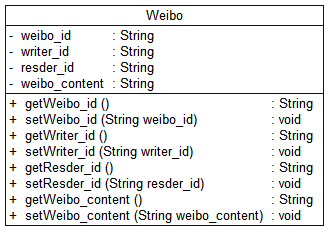 Weibo
- weibo_id : String
- writer_id : String
- resder_id : String
- weibo_content : String
+ getWeibo_id () : String
+ setWeibo_id (String weibo_id) : void
+ getWriter_id () : String
+ setWriter_id (String writer_id) : void
+ getResder_id () : String
+ setResder_id (String resder_id) : void
+ getWeibo_content () : String
+ setWeibo_content (String weibo_content) : void